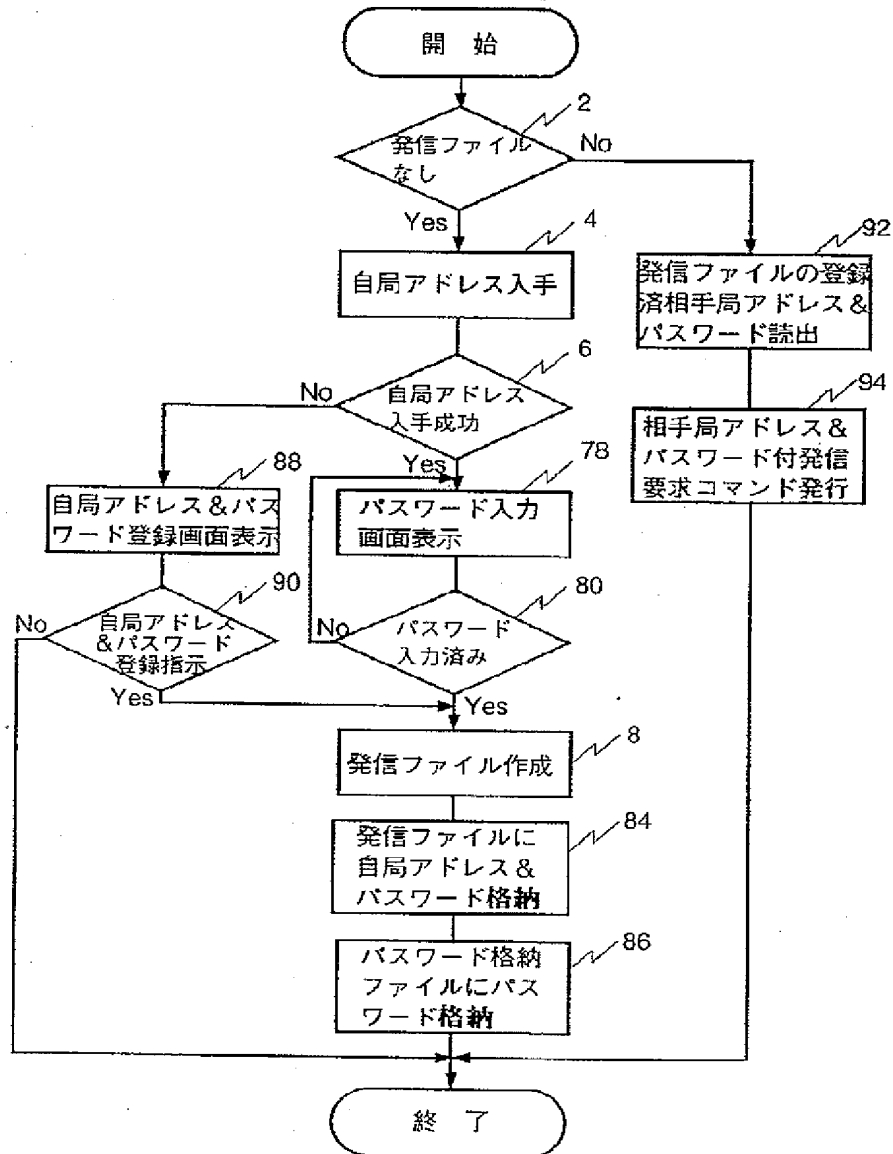 開 始
2
発信ファイル
なし
No
Yes
4
自局アドレス入手
92
発信ファイルの登録
済相手局アドレス＆
パスワード読出
6
自局アドレス
入手成功
No
Yes
94
相手局アドレス＆
パスワード付発信
要求コマンド発行
88
自局アドレス＆パス
ワード登録画面表示
78
パスワード入力
画面表示
90
自局アドレス
＆パスワード
登録指示
No
Yes
80
パスワード
入力済み
No
Yes
8
発信ファイル作成
84
発信ファイルに
自局アドレス＆
パスワード格納
86
パスワード格納
ファイルにパス
ワード格納
終 了